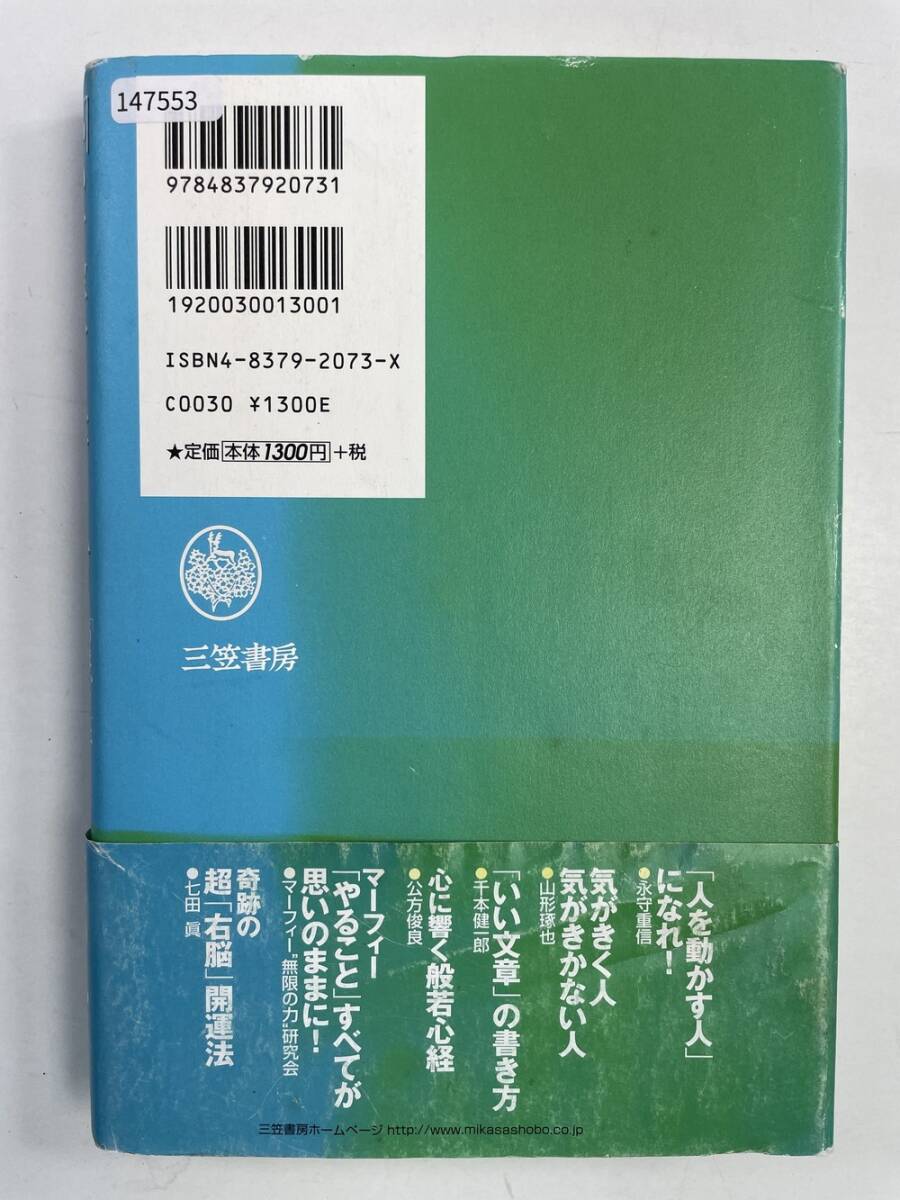 147553
9784837920731
1920030013001
ISBN4-8379-2073-X
C0030 ¥1300E
★定価本体1300円+税
三笠書房
「人を動かす人」
になれ!
●永守重信
気がきく人
気がきかない人
●山形琢也
「いい文章」の書き方
●千本健一郎
心に響く般若心経
●公方俊良
マーフィー
「やること」すべてが
思いのままに!
●マーフィー"無限の力"研究会
奇跡の
超「右脳」開運法
●七田 眞
三笠書房ホームページ http://www.mikasashobo.co.jp